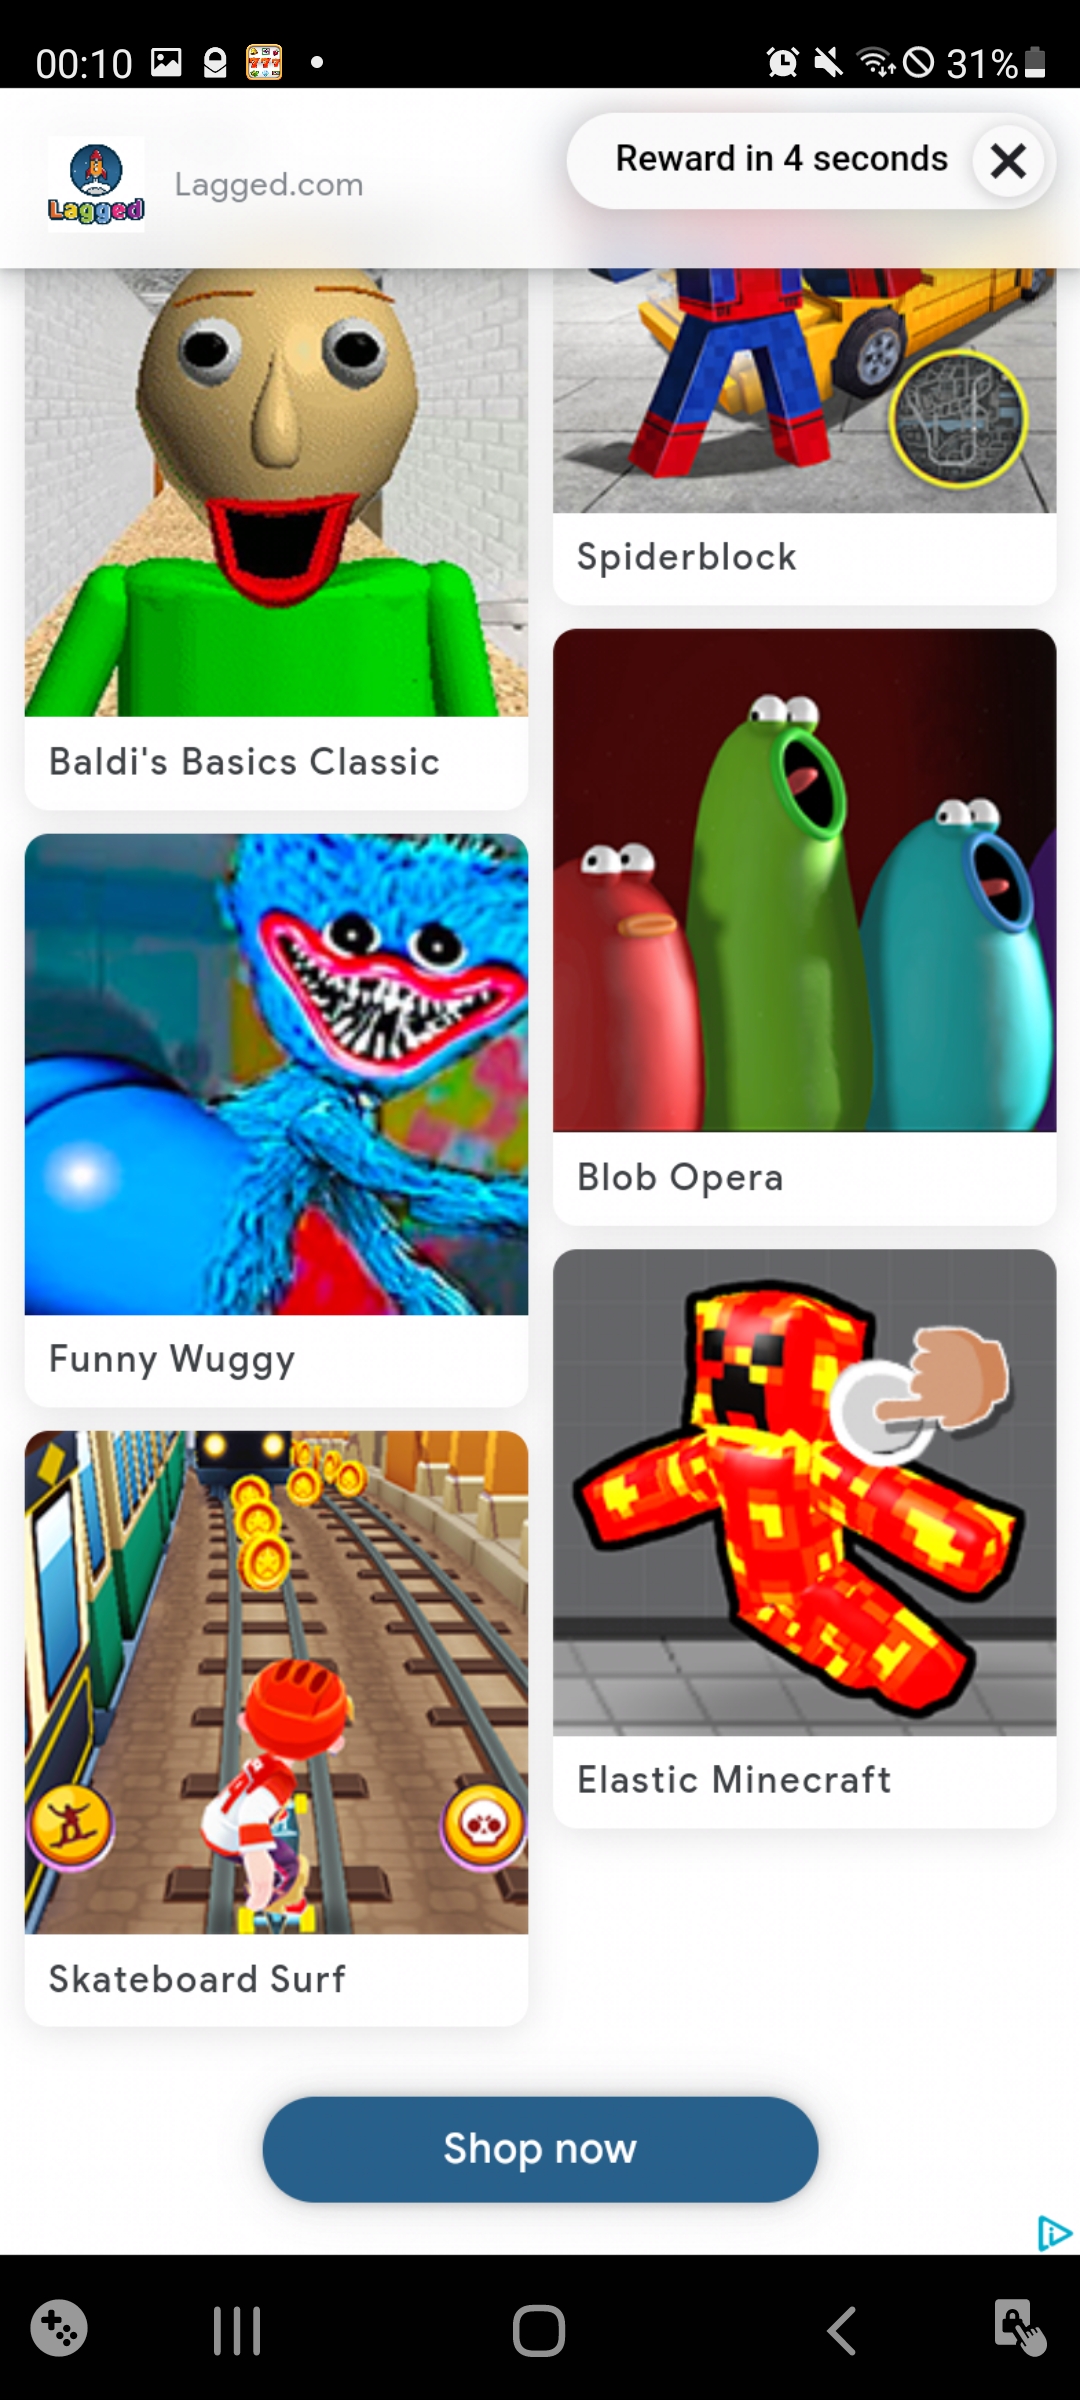 00:10
31%
Lagged
Lagged.com
Reward in 4 seconds
Baldi's Basics Classic
Spiderblock
Funny Wuggy
Blob Opera
Skateboard Surf
Elastic Minecraft
Shop now